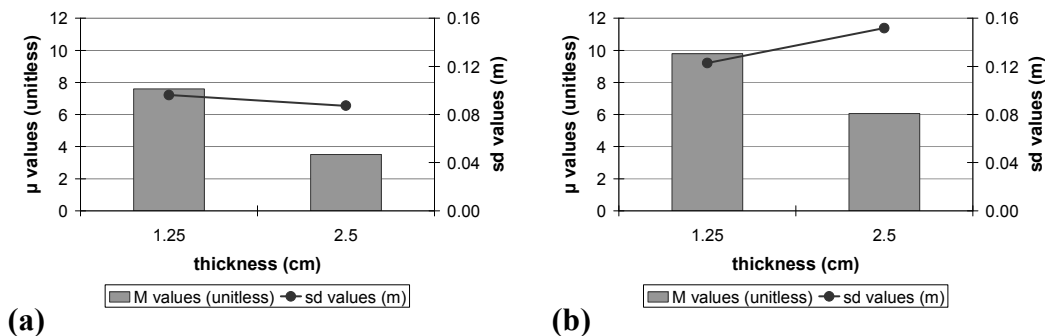 12
10
8
6
4
2
0
µ values (unitless)
0.16
0.12
0.08
0.04
0.00
sd values (m)
1.25 2.5
thickness (cm)
M values (unitless) sd values (m)
(a)
12
10
8
6
4
2
0
µ values (unitless)
0.16
0.12
0.08
0.04
0.00
sd values (m)
1.25 2.5
thickness (cm)
M values (unitless) sd values (m)
(b)